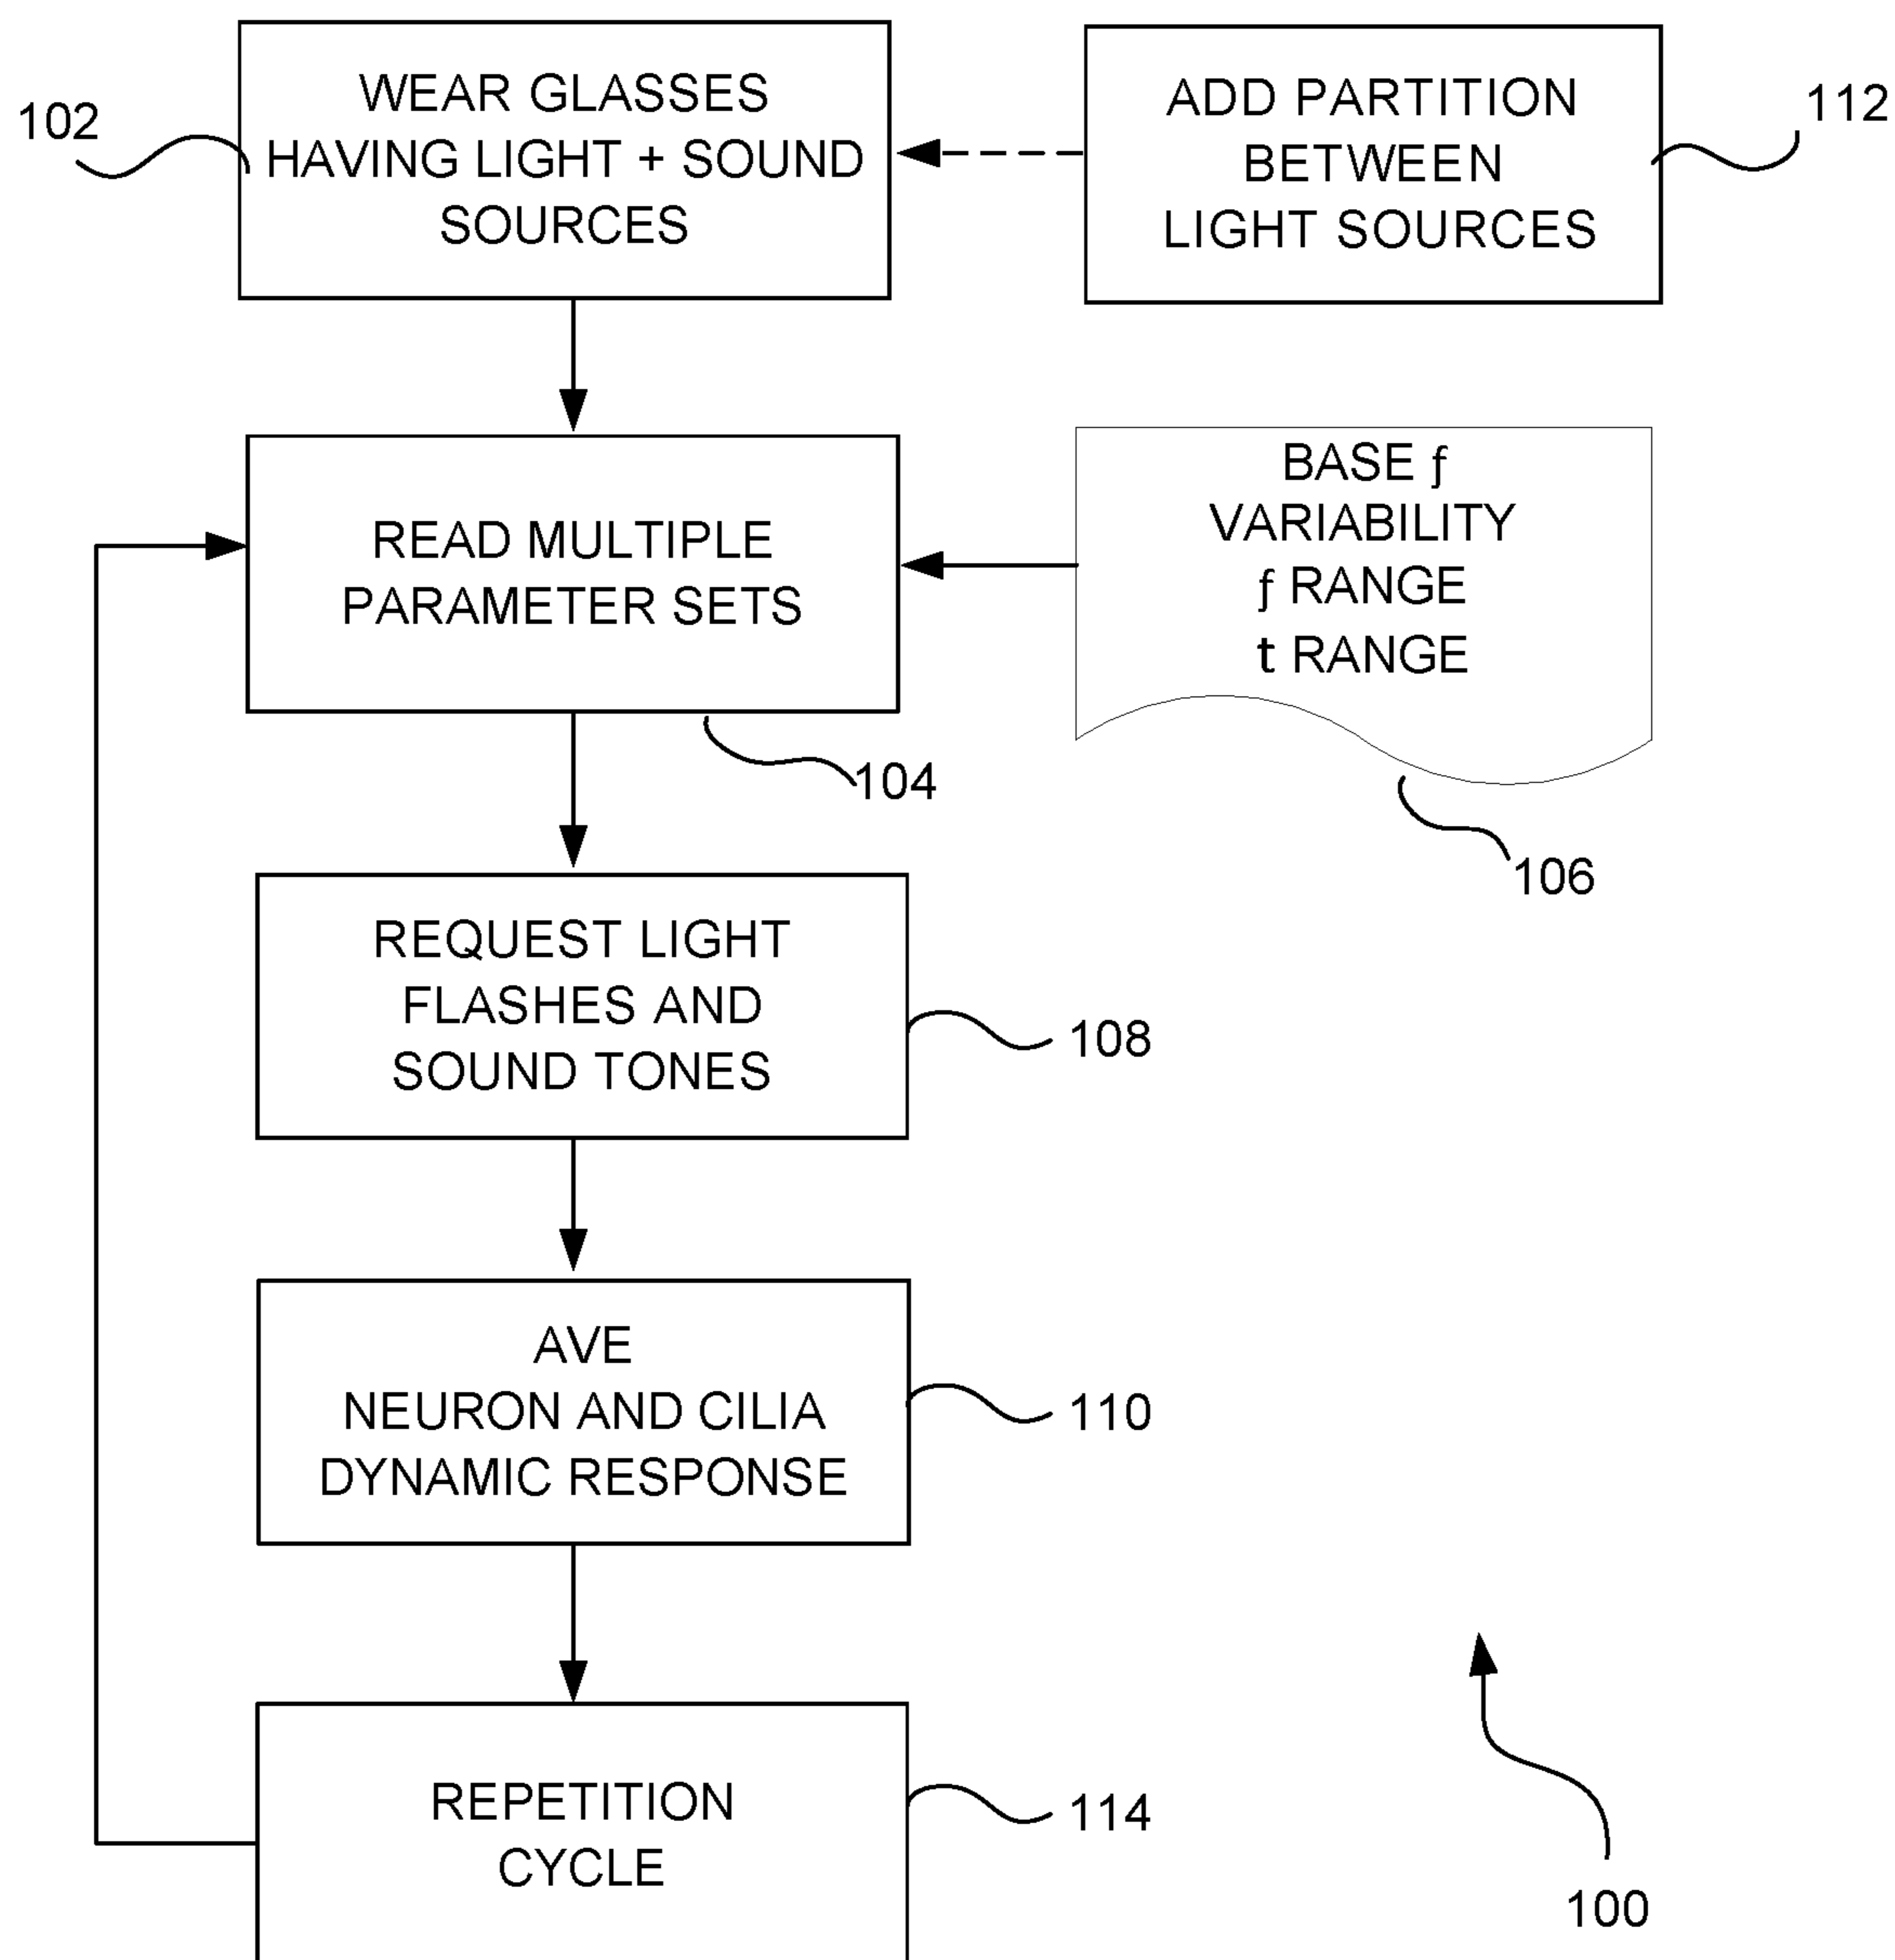 WEAR GLASSES
HAVING LIGHT + SOUND
SOURCES
102
ADD PARTITION
BETWEEN
LIGHT SOURCES
112
READ MULTIPLE
PARAMETER SETS
104
BASE ƒ
VARIABILITY
ƒ RANGE
t RANGE
106
REQUEST LIGHT
FLASHES AND
SOUND TONES
108
AVE
NEURON AND CILIA
DYNAMIC RESPONSE
110
REPETITION
CYCLE
114
100